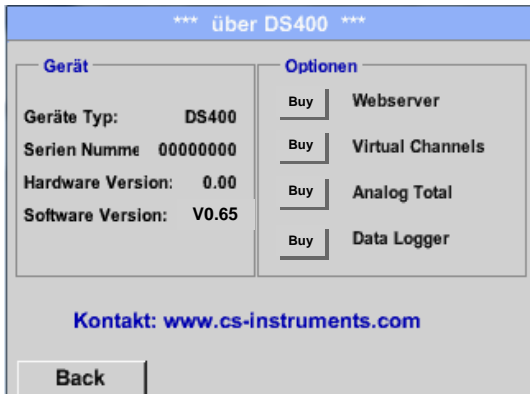 *** über DS400 ***
Gerät
Geräte Typ: DS400
Serien Numme 00000000
Hardware Version: 0.00
Software Version: V0.65
Optionen
Buy Webserver
Buy Virtual Channels
Buy Analog Total
Buy Data Logger
Kontakt: www.cs-instruments.com
Back